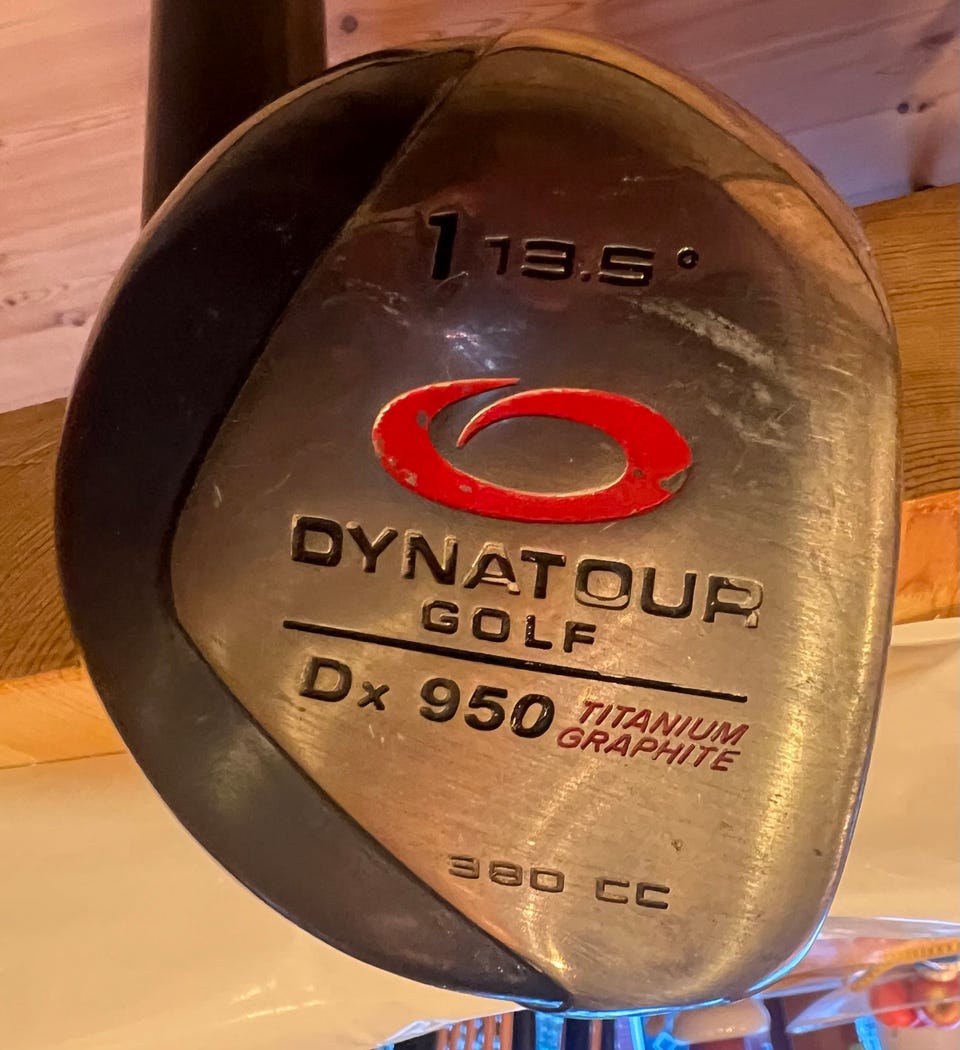 1 13.5°
DYNATOUR
GOLF
Dx 950 TITANIUM
GRAPHITE
380 CC